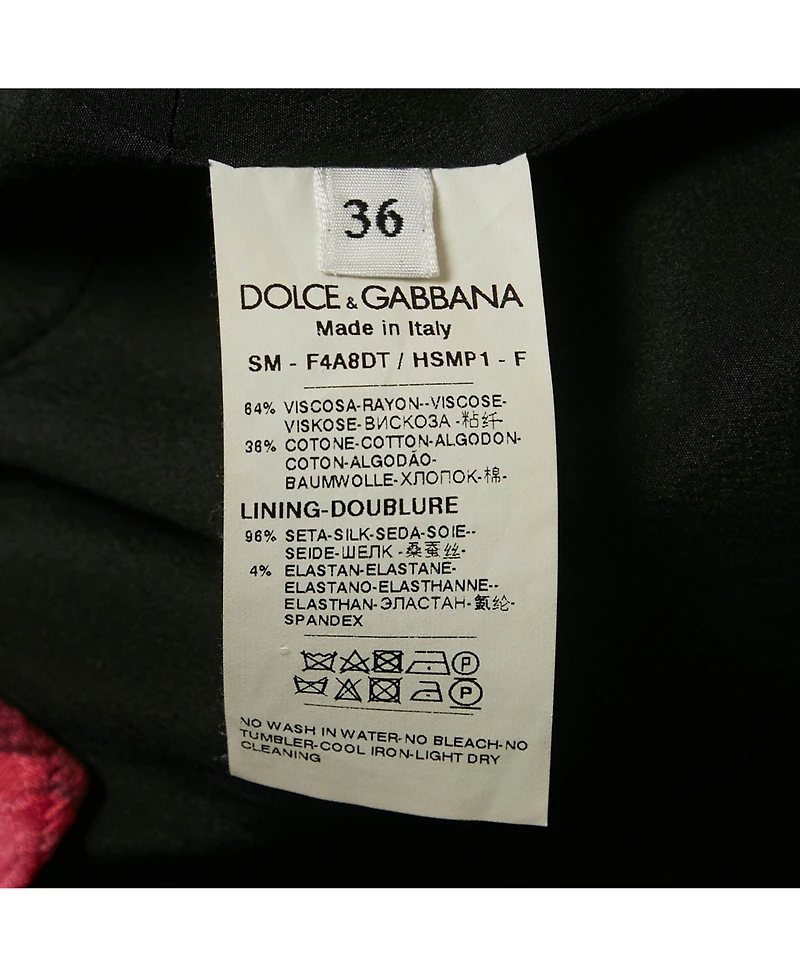 36
DOLCE & GABBANA
Made in Italy
SM - F4A8DT / HSMP1 - F
64% VISCOSA-RAYON--VISCOSE-
VISKOSE-ВИСКОЗА -粘纤-
36% COTONE-COTTON-ALGODON-
COTON-ALGODÃO-
BAUMWOLLE-ХЛОПОК-棉-
LINING-DOUBLURE
96% SETA-SILK-SEDA-SOIE--
SEIDE-ШЕЛК -桑蚕丝-
4% ELASTAN-ELASTANE-
ELASTANO-ELASTHANNE--
ELASTHAN-ЭЛАСТАН-氨纶-
SPANDEX
P
P
NO WASH IN WATER-NO BLEACH-NO
TUMBLER-COOL IRON-LIGHT DRY
CLEANING